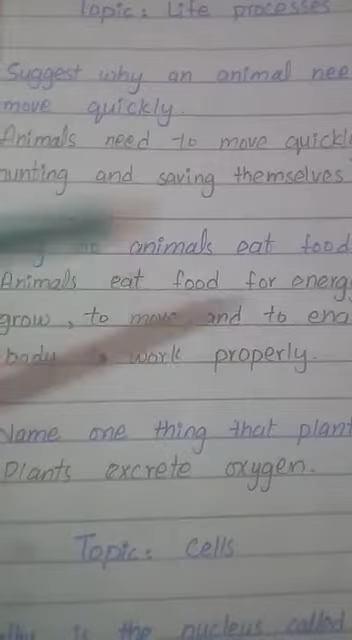 Topic: Life processes
Suggest why an animal nee
move quickly.
Animals need to move quickl
hunting and saving themselves
animals eat food
Animals eat food for energ
grow, to move and to ena
body work properly.
Name one thing that plant
Plants excrete oxygen.
Topic: Cells
is the nucleus called